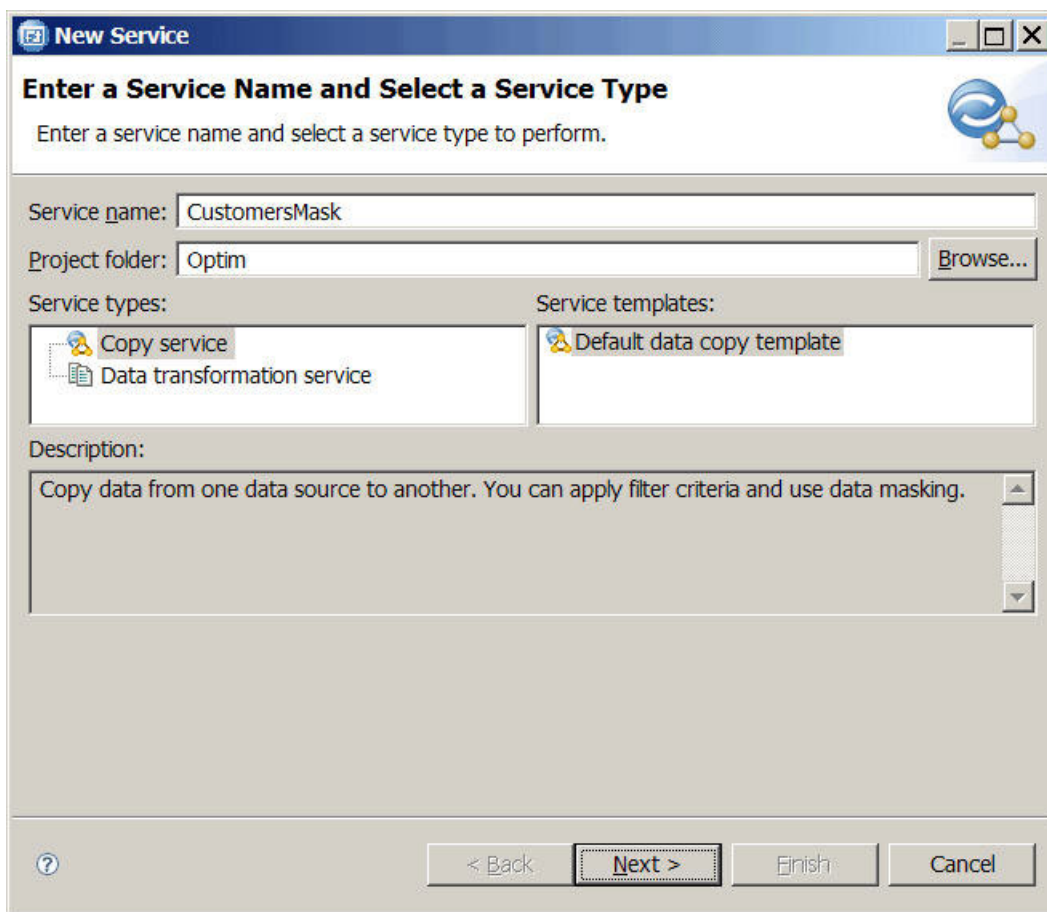 New Service
Enter a Service Name and Select a Service Type
Enter a service name and select a service type to perform.
Service name: CustomersMask
Project folder: Optim Browse...
Service types: Service templates:
Copy service Default data copy template
Data transformation service
Description:
Copy data from one data source to another. You can apply filter criteria and use data masking.
? < Back Next > Finish Cancel